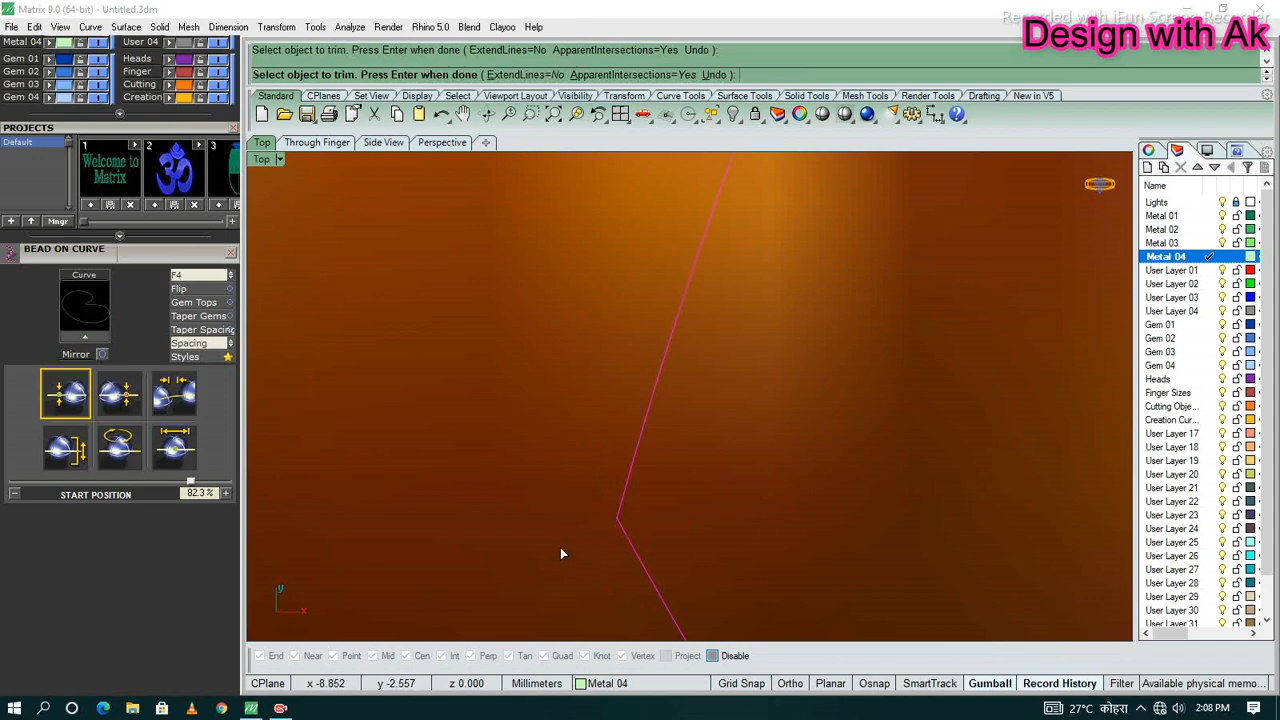 Matrix 9.0 (64-bit) - Untitled.3dm
Recorded with iFun Screen Recorder
Design with Ak
File Edit View Curve Surface Solid Mesh Dimension Transform Tools Analyze Render Rhino 5.0 Blend Clayoo Help
Metal 04 User 04
Gem 01 Heads
Gem 02 Finger
Gem 03 Cutting
Gem 04 Creation
Select object to trim. Press Enter when done ( ExtendLines=No ApparentIntersections=Yes Undo ):
Select object to trim. Press Enter when done ( ExtendLines=No ApparentIntersections=Yes Undo ):
Standard CPlanes Set View Display Select Viewport Layout Visibility Transform Curve Tools Surface Tools Solid Tools Mesh Tools Render Tools Drafting New in V5
PROJECTS
Default
1 2 3
Welcome to Matrix
Mngr
Top Through Finger Side View Perspective
Top
BEAD ON CURVE
Curve
F4
Flip
Gem Tops
Taper Gems
Taper Spacing
Spacing
Mirror
Styles
START POSITION 82.3 %
y
x
Name
Lights
Metal 01
Metal 02
Metal 03
Metal 04
User Layer 01
User Layer 02
User Layer 03
User Layer 04
Gem 01
Gem 02
Gem 03
Gem 04
Heads
Finger Sizes
Cutting Obje...
Creation Cur...
User Layer 17
User Layer 18
User Layer 19
User Layer 20
User Layer 21
User Layer 22
User Layer 23
User Layer 24
User Layer 25
User Layer 26
User Layer 27
User Layer 28
User Layer 29
User Layer 30
User Layer 31
End Near Point Mid Cen Int Perp Tan Quad Knot Vertex Project Disable
CPlane x -8.852 y -2.557 z 0.000 Millimeters Metal 04 Grid Snap Ortho Planar Osnap SmartTrack Gumball Record History Filter Available physical memo...
27°C कोहरा 2:08 PM